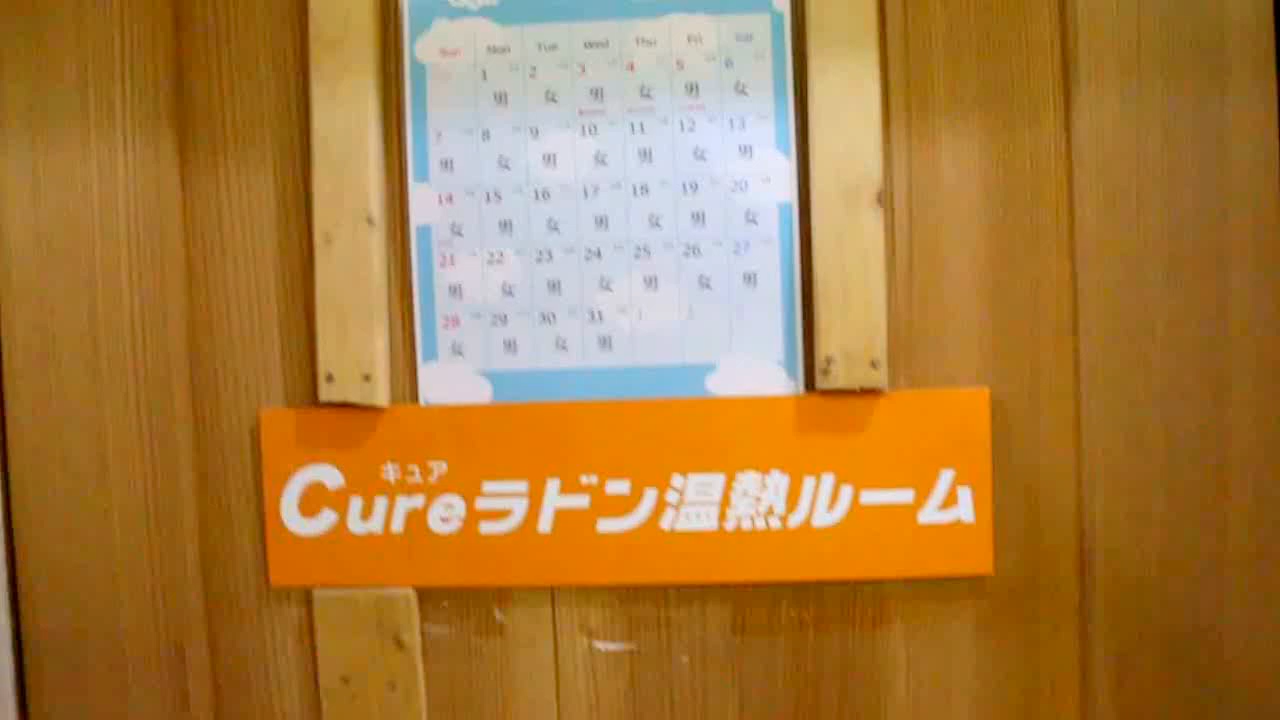 Sun Mon Tue Wed Thu Fri Sat
1 2 3 4 5 6
男 女 男 女 男 女
7 8 9 10 11 12 13
男 女 男 女 男 女 男
14 15 16 17 18 19 20
女 男 女 男 女 男 女
21 22 23 24 25 26 27
男 女 男 女 男 女 男
28 29 30 31 1 2
女 男 女 男
キュア
Cureラドン温熱ルーム